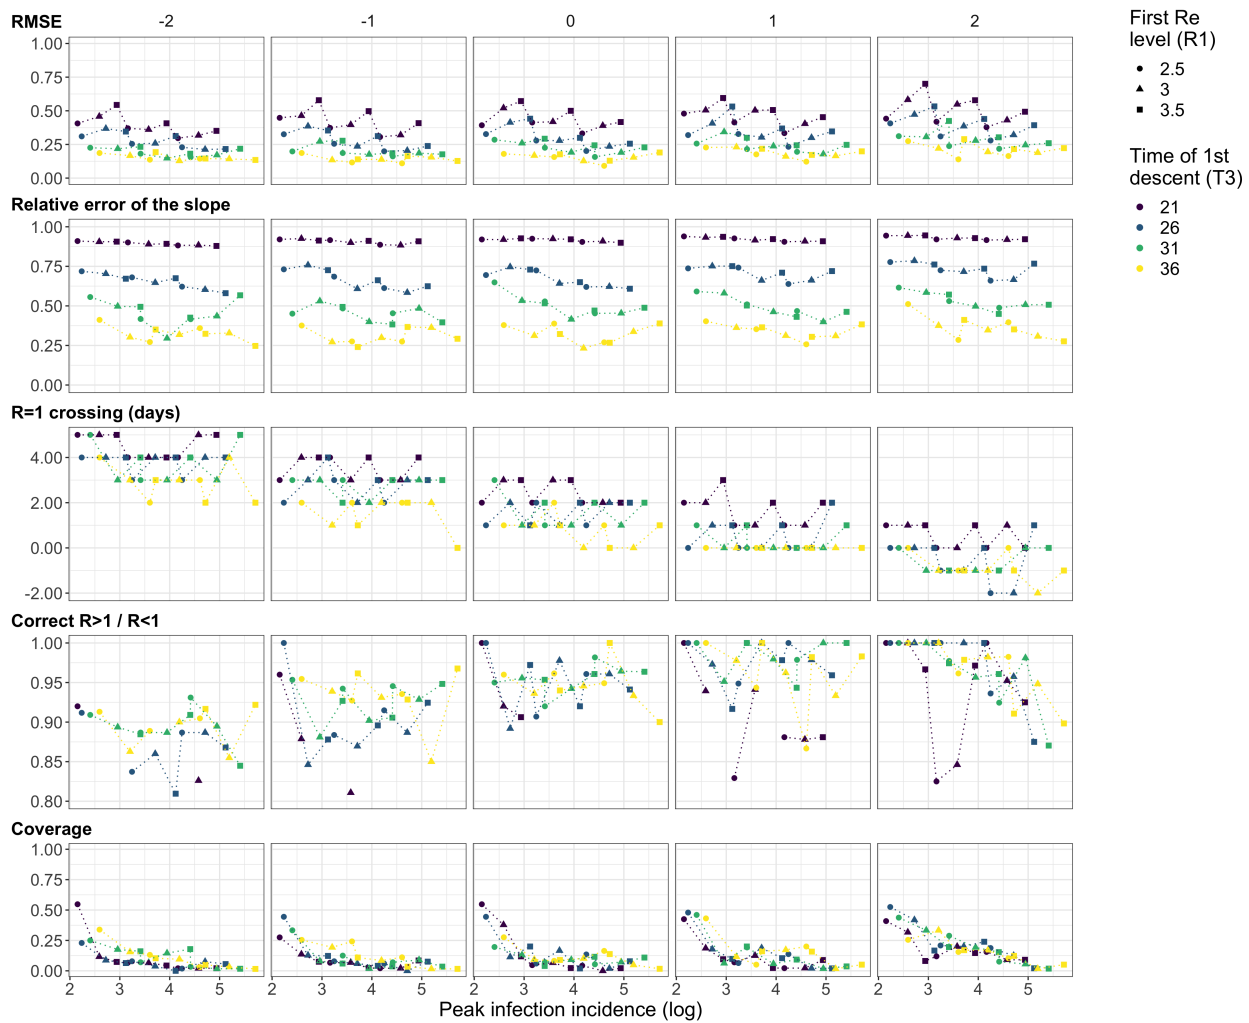 RMSE
-2 -1 0 1 2
1.00
0.75
0.50
0.25
0.00
Relative error of the slope
1.00
0.75
0.50
0.25
0.00
R=1 crossing (days)
4.00
2.00
0.00
-2.00
Correct R>1 / R<1
1.00
0.95
0.90
0.85
0.80
Coverage
1.00
0.75
0.50
0.25
0.00
2 3 4 5 2 3 4 5 2 3 4 5 2 3 4 5 2 3 4 5
Peak infection incidence (log)
First Re
level (R1)
2.5
3
3.5
Time of 1st
descent (T3)
21
26
31
36